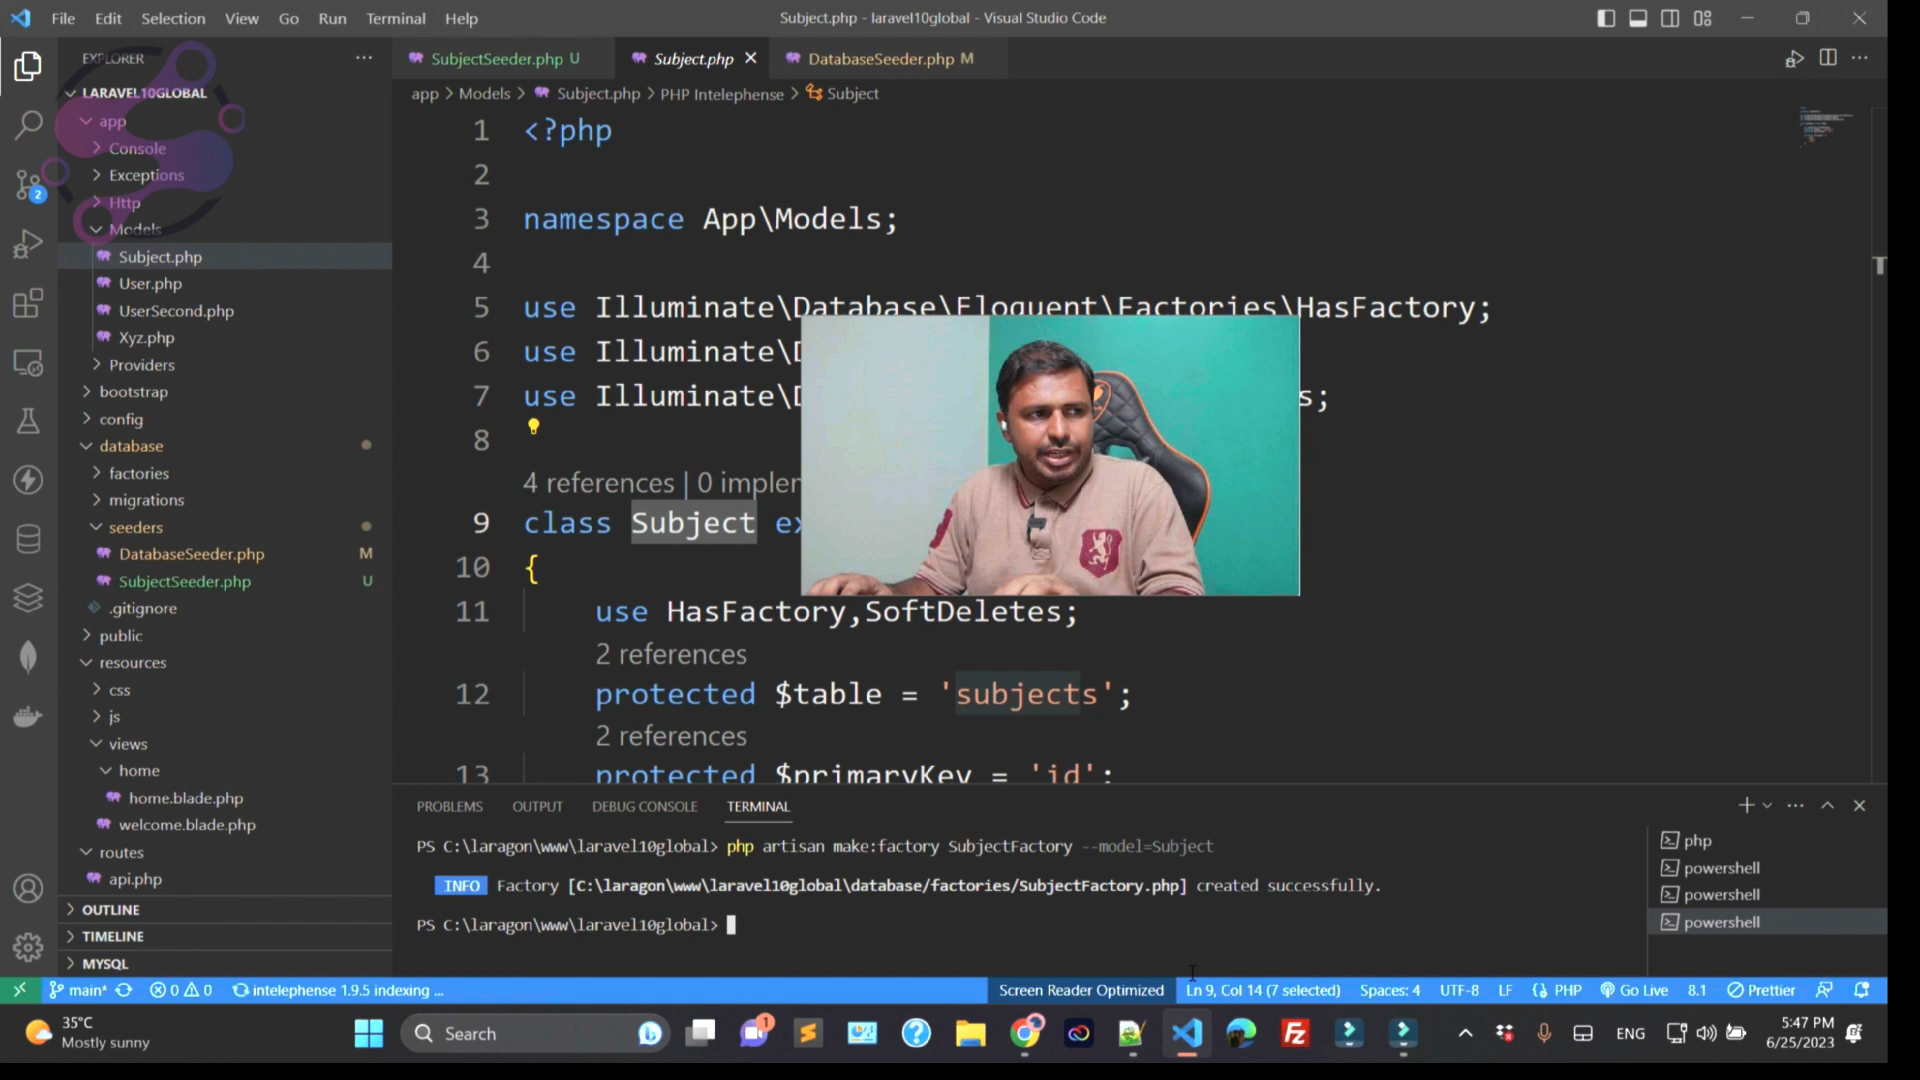 File Edit Selection View Go Run Terminal Help
Subject.php - laravel10global - Visual Studio Code
EXPLORER
LARAVEL10GLOBAL
app
Console
Exceptions
Http
Models
Subject.php
User.php
UserSecond.php
Xyz.php
Providers
bootstrap
config
database
factories
migrations
seeders
DatabaseSeeder.php M
SubjectSeeder.php U
.gitignore
public
resources
css
js
views
home
home.blade.php
welcome.blade.php
routes
api.php
OUTLINE
TIMELINE
MYSQL
2
SubjectSeeder.php U
Subject.php
DatabaseSeeder.php M
app > Models > Subject.php > PHP Intelephense > Subject
1 <?php
2
3 namespace App\Models;
4
5 use Illuminate\Database\Eloquent\Factories\HasFactory;
6 use Illuminate\
7 use Illuminate\ s;
8
4 references | 0 implem
9 class Subject ex
10 {
11 use HasFactory,SoftDeletes;
2 references
12 protected $table = 'subjects';
2 references
13 protected $primaryKey = 'id';
PROBLEMS OUTPUT DEBUG CONSOLE TERMINAL
PS C:\laragon\www\laravel10global> php artisan make:factory SubjectFactory --model=Subject
INFO Factory [C:\laragon\www\laravel10global\database/factories/SubjectFactory.php] created successfully.
PS C:\laragon\www\laravel10global>
php
powershell
powershell
powershell
main* 0 0 intelephense 1.9.5 indexing ...
Screen Reader Optimized Ln 9, Col 14 (7 selected) Spaces: 4 UTF-8 LF PHP Go Live 8.1 Prettier
35°C
Mostly sunny
Search
1
ENG
5:47 PM
6/25/2023